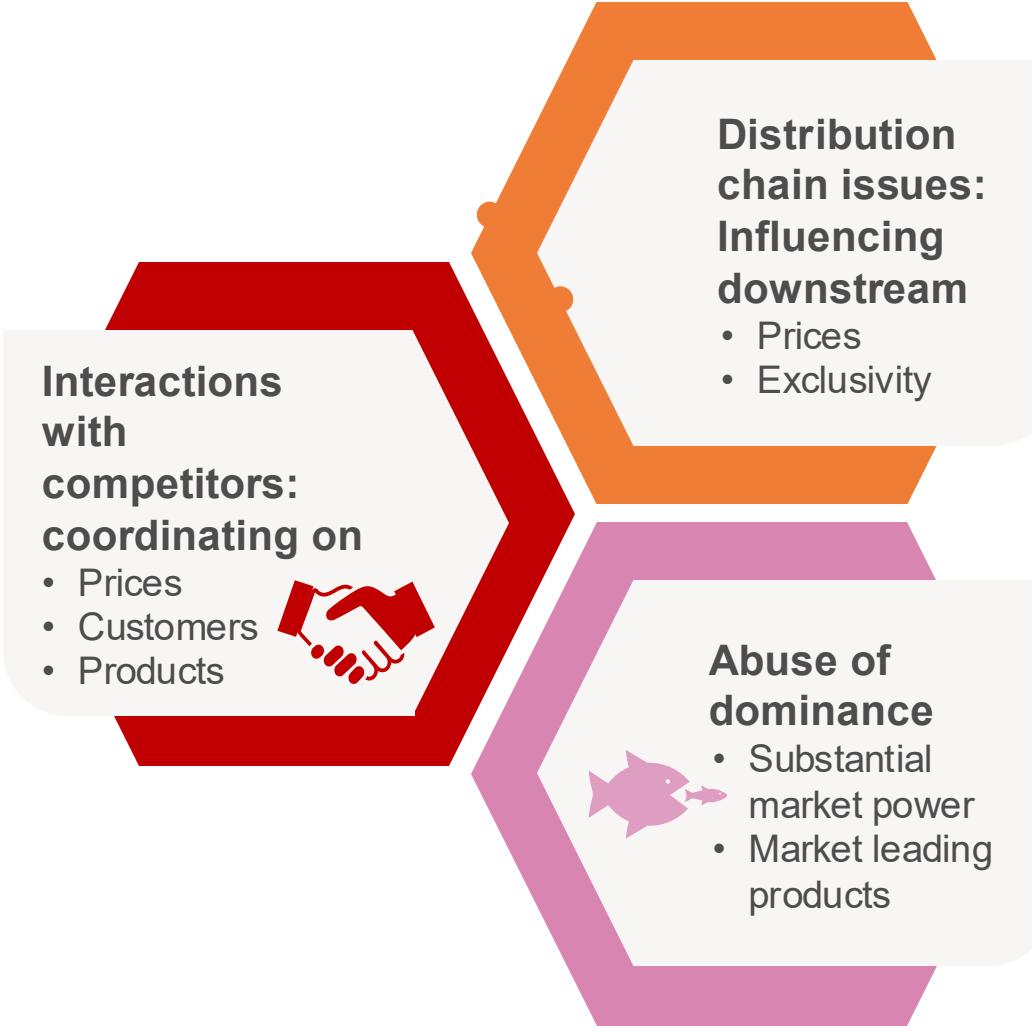 Distribution
chain issues:
Influencing
downstream
• Prices
• Exclusivity
Interactions
with
competitors:
coordinating on
• Prices
• Customers
• Products
Abuse of
dominance
• Substantial
market power
• Market leading
products